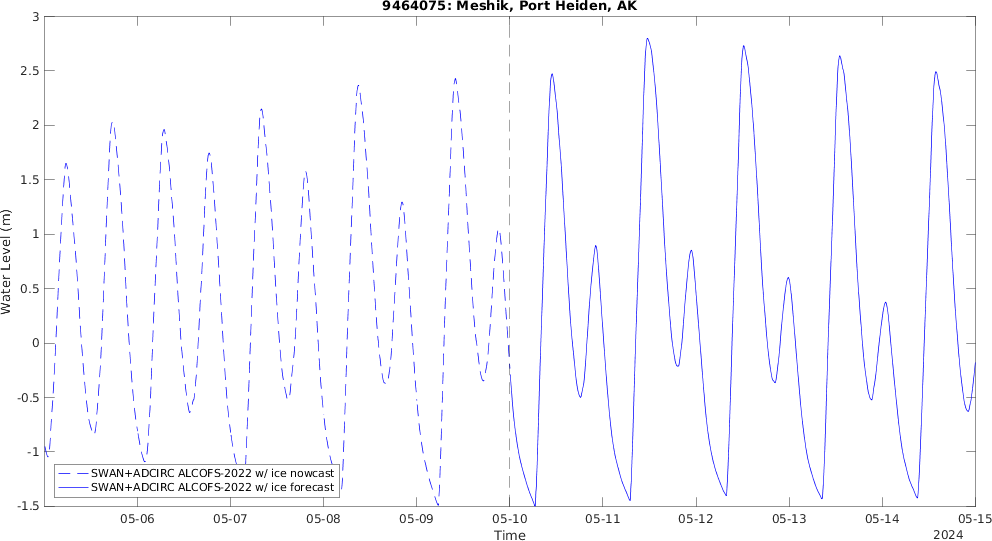 9464075: Meshik, Port Heiden, AK
3
2.5
2
1.5
1
0.5
0
-0.5
-1
-1.5
Water Level (m)
SWAN+ADCIRC ALCOFS-2022 w/ ice nowcast
SWAN+ADCIRC ALCOFS-2022 w/ ice forecast
05-06 05-07 05-08 05-09 05-10 05-11 05-12 05-13 05-14 05-15
Time
2024